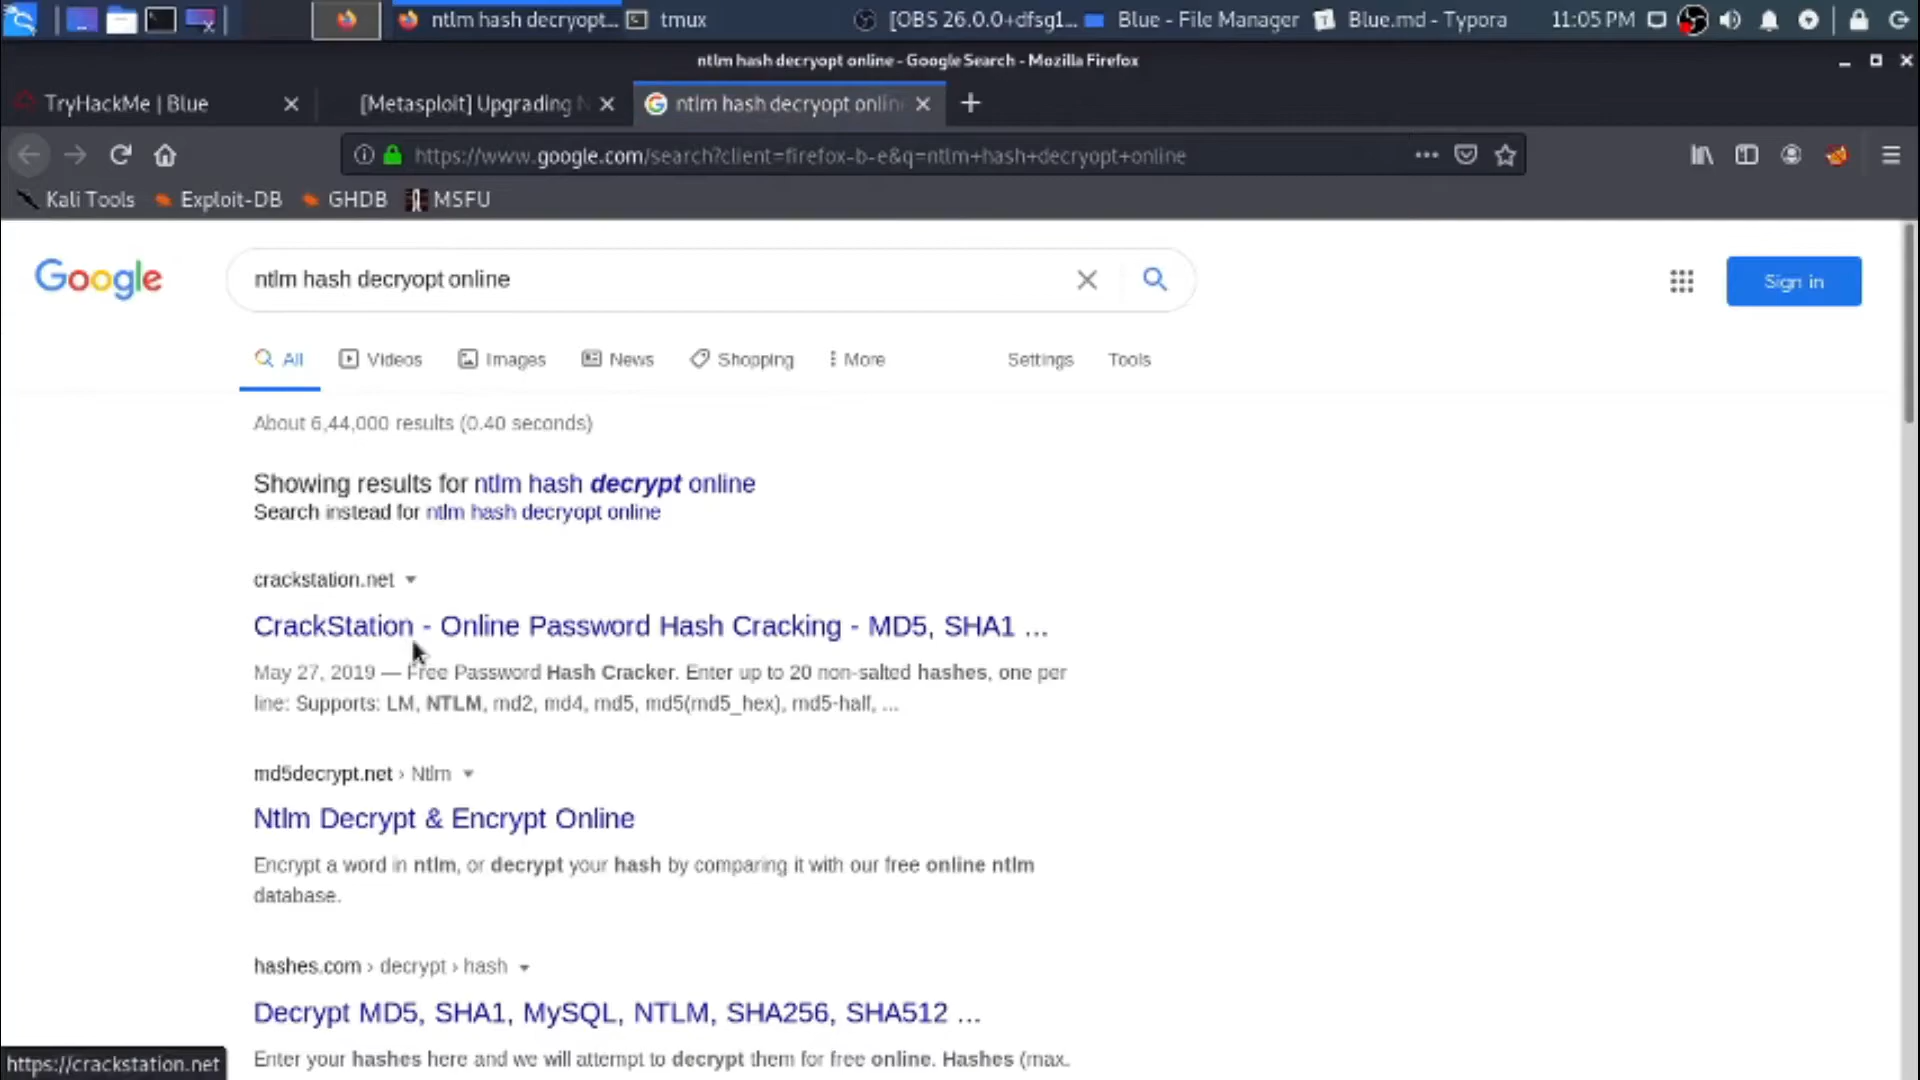 ntlm hash decryopt...
tmux
[OBS 26.0.0+dfsg1...
Blue - File Manager
Blue.md - Typora
11:05 PM
ntlm hash decryopt online - Google Search - Mozilla Firefox
TryHackMe | Blue
[Metasploit] Upgrading N
ntlm hash decryopt onlin
https://www.google.com/search?client=firefox-b-e&q=ntlm+hash+decryopt+online
Kali Tools
Exploit-DB
GHDB
MSFU
Google
ntlm hash decryopt online
Sign in
All
Videos
Images
News
Shopping
More
Settings
Tools
About 6,44,000 results (0.40 seconds)
Showing results for ntlm hash decrypt online
Search instead for ntlm hash decryopt online
crackstation.net
CrackStation - Online Password Hash Cracking - MD5, SHA1 ...
May 27, 2019 — Free Password Hash Cracker. Enter up to 20 non-salted hashes, one per
line: Supports: LM, NTLM, md2, md4, md5, md5(md5_hex), md5-half, ...
md5decrypt.net › Ntlm
Ntlm Decrypt & Encrypt Online
Encrypt a word in ntlm, or decrypt your hash by comparing it with our free online ntlm
database.
hashes.com › decrypt › hash
Decrypt MD5, SHA1, MySQL, NTLM, SHA256, SHA512 ...
Enter your hashes here and we will attempt to decrypt them for free online. Hashes (max.
https://crackstation.net